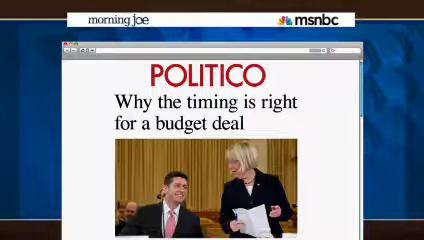 morning joe
msnbc
POLITICO
Why the timing is right
for a budget deal